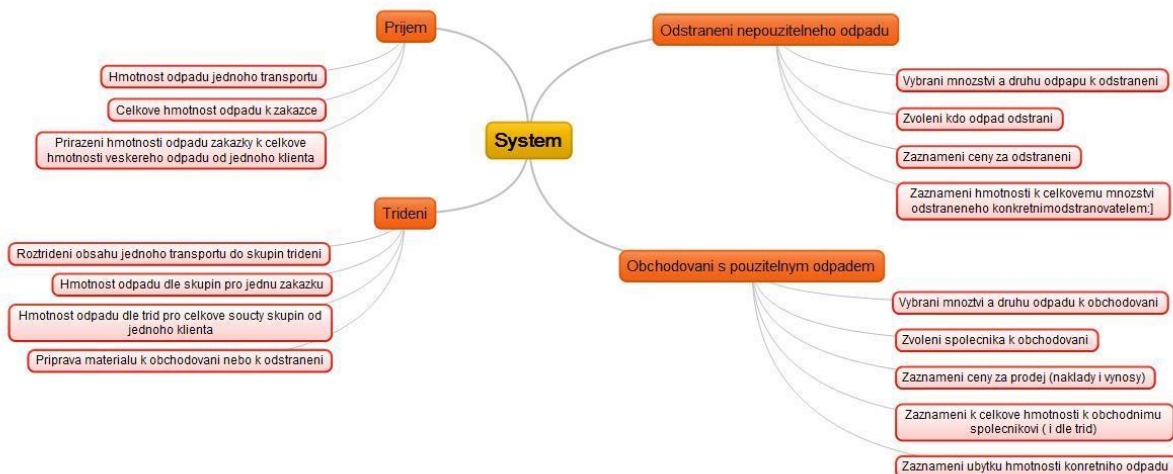 Prijem
Hmotnost odpadu jednoho transportu
Celkove hmotnost odpadu k zakazce
Prirazeni hmotnosti odpadu zakazky k celkove
hmotnosti veskereho odpadu od jednoho klienta
System
Trideni
Roztrideni obsahu jednoho transportu do skupin trideni
Hmotnost odpadu dle skupin pro jednu zakazku
Hmotnost odpadu dle trid pro celkove soucty skupin od
jednoho klienta
Priprava materialu k obchodovani nebo k odstraneni
Odstraneni nepouzitelneho odpadu
Vybrani mnozstvi a druhu odpapu k odstraneni
Zvoleni kdo odpad odstrani
Zaznameni ceny za odstraneni
Zaznameni hmotnosti k celkovemu mnozstvi
odstraneneho konkretnimodstranovatelem:]
Obchodovani s pouzitelnym odpadem
Vybrani mnoztvi a druhu odpadu k obchodovani
Zvoleni spolecnika k obchodovani
Zaznameni ceny za prodej (naklady i vynosy)
Zaznameni k celkove hmotnosti k obchodnimu
spolecnikovi ( i dle trid)
Zaznameni ubytku hmotnosti konretniho odpadu